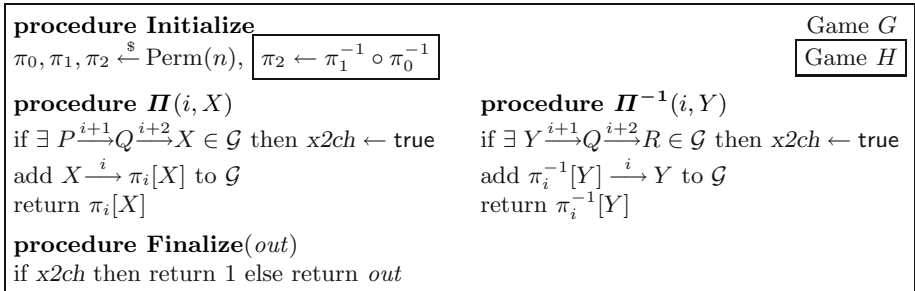 procedure Initialize Game G
π₀, π₁, π₂ ←$ Perm(n), π₂ ← π₁⁻¹ ∘ π₀⁻¹ Game H
procedure Π(i, X)
if ∃ P —i+1→ Q —i+2→ X ∈ 𝒢 then x2ch ← true
add X —i→ πᵢ[X] to 𝒢
return πᵢ[X]
procedure Π⁻¹(i, Y)
if ∃ Y —i+1→ Q —i+2→ R ∈ 𝒢 then x2ch ← true
add πᵢ⁻¹[Y] —i→ Y to 𝒢
return πᵢ⁻¹[Y]
procedure Finalize(out)
if x2ch then return 1 else return out